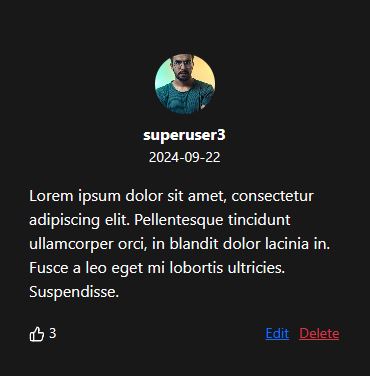 superuser3
2024-09-22
Lorem ipsum dolor sit amet, consectetur
adipiscing elit. Pellentesque tincidunt
ullamcorper orci, in blandit dolor lacinia in.
Fusce a leo eget mi lobortis ultricies.
Suspendisse.
3 Edit Delete